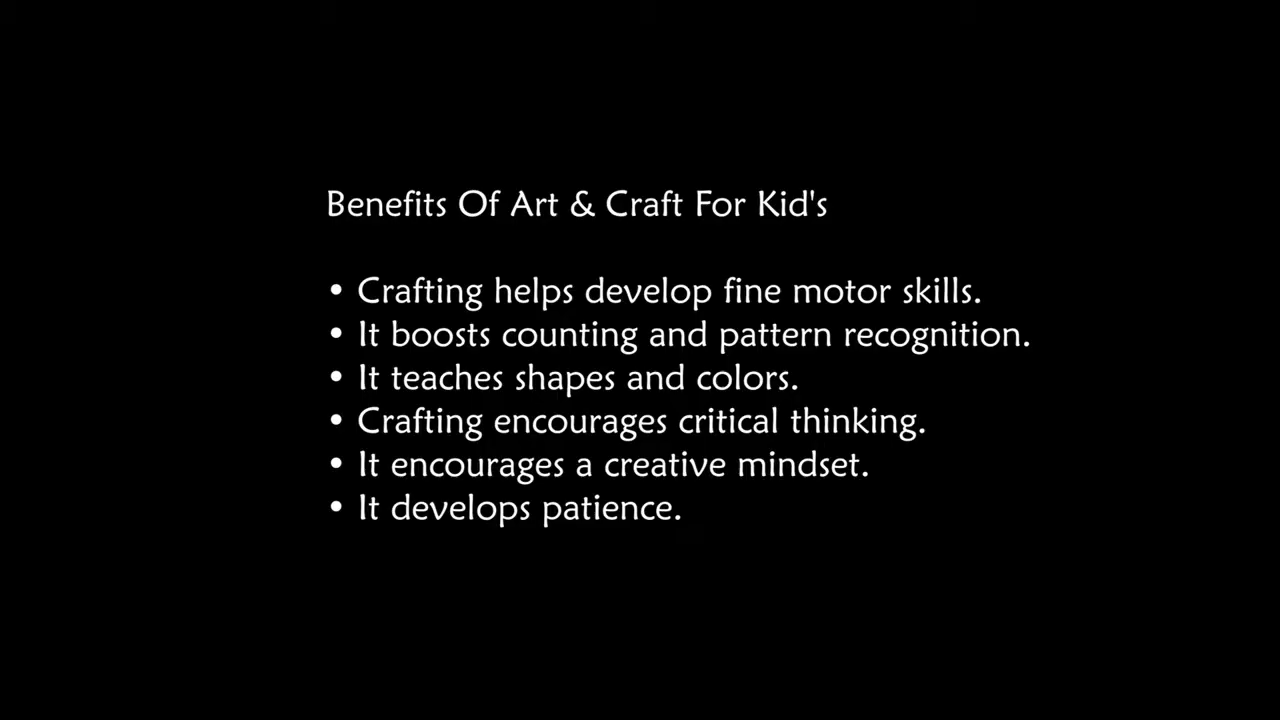 Benefits Of Art & Craft For Kid's
• Crafting helps develop fine motor skills.
• It boosts counting and pattern recognition.
• It teaches shapes and colors.
• Crafting encourages critical thinking.
• It encourages a creative mindset.
• It develops patience.